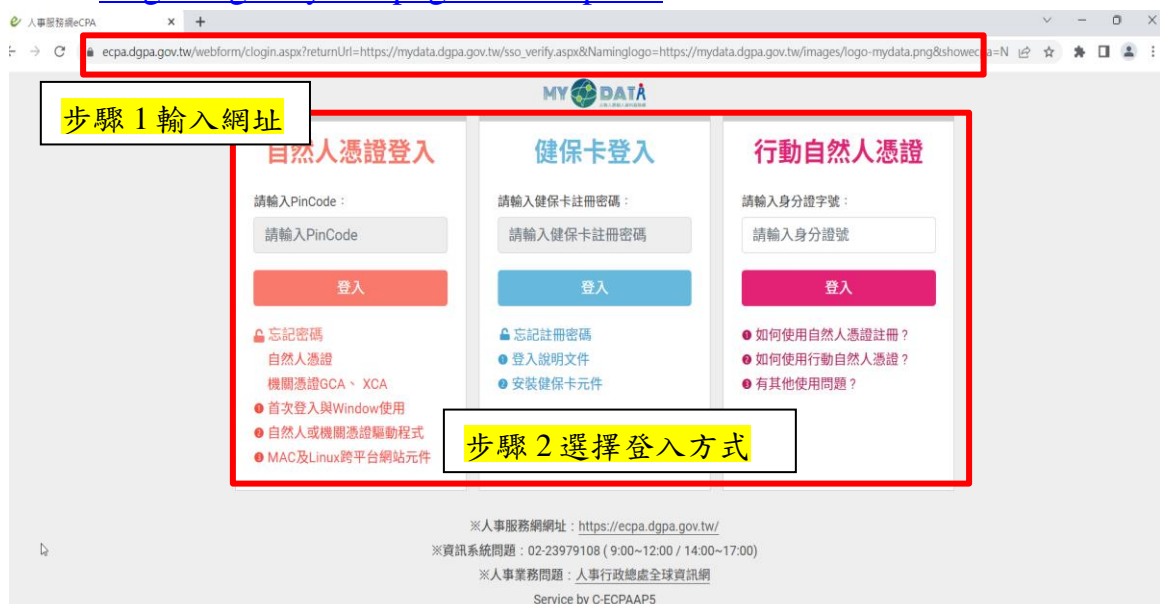 人事服務網eCPA
ecpa.dgpa.gov.tw/webform/clogin.aspx?returnUrl=https://mydata.dgpa.gov.tw/sso_verify.aspx&Naminglogo=https://mydata.dgpa.gov.tw/images/logo-mydata.png&showecpa=N
MY DATA
步驟1輸入網址
自然人憑證登入
請輸入PinCode：
請輸入PinCode
登入
忘記密碼
自然人憑證
機關憑證GCA、 XCA
❶ 首次登入與Window使用
❷ 自然人或機關憑證驅動程式
❸ MAC及Linux跨平台網站元件
健保卡登入
請輸入健保卡註冊密碼：
請輸入健保卡註冊密碼
登入
忘記註冊密碼
❶ 登入說明文件
❷ 安裝健保卡元件
行動自然人憑證
請輸入身分證字號：
請輸入身分證號
登入
❶ 如何使用自然人憑證註冊？
❷ 如何使用行動自然人憑證？
❸ 有其他使用問題？
步驟2選擇登入方式
※人事服務網網址：https://ecpa.dgpa.gov.tw/
※資訊系統問題：02-23979108 ( 9:00~12:00 / 14:00~17:00)
※人事業務問題：人事行政總處全球資訊網
Service by C-ECPAAP5